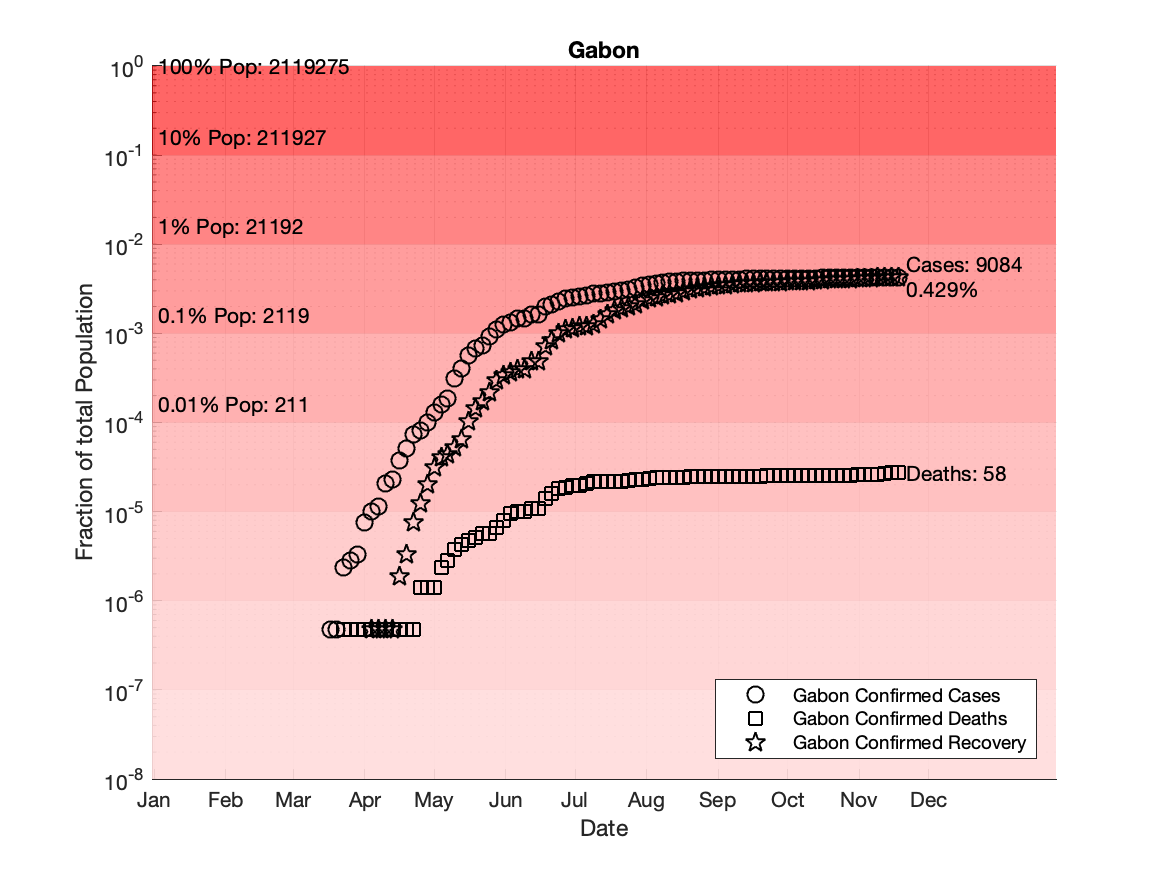 Gabon
10^0
100% Pop: 2119275
10% Pop: 211927
10^-1
1% Pop: 21192
10^-2
Cases: 9084
0.429%
0.1% Pop: 2119
10^-3
0.01% Pop: 211
10^-4
Deaths: 58
10^-5
10^-6
10^-7
10^-8
Fraction of total Population
Gabon Confirmed Cases
Gabon Confirmed Deaths
Gabon Confirmed Recovery
Jan Feb Mar Apr May Jun Jul Aug Sep Oct Nov Dec
Date